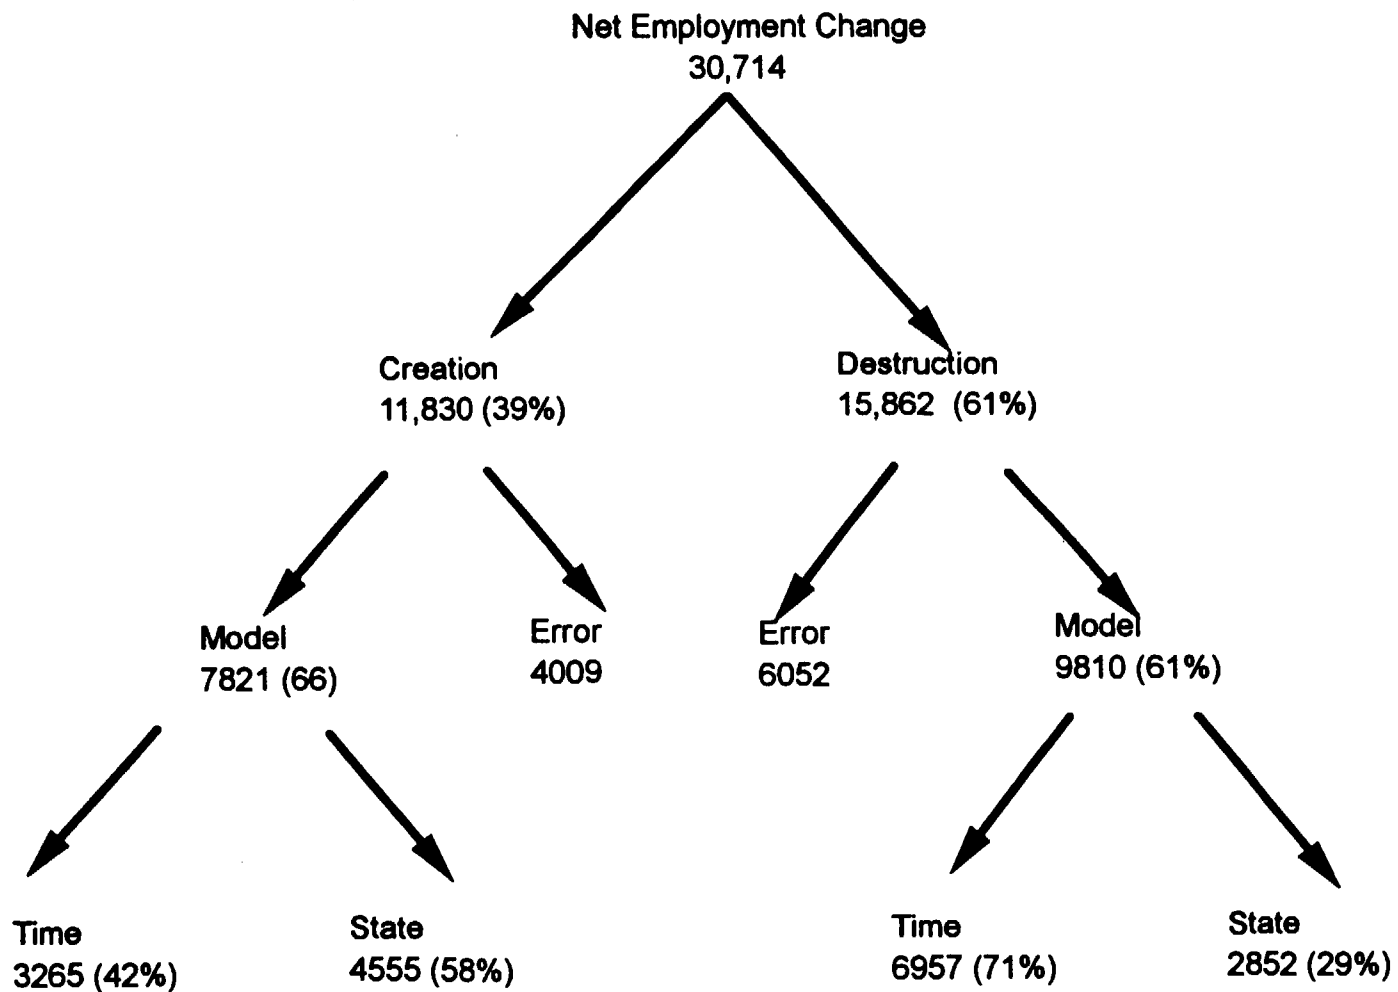 Net Employment Change
30,714
Creation
11,830 (39%)
Destruction
15,862 (61%)
Model
7821 (66)
Error
4009
Error
6052
Model
9810 (61%)
Time
3265 (42%)
State
4555 (58%)
Time
6957 (71%)
State
2852 (29%)